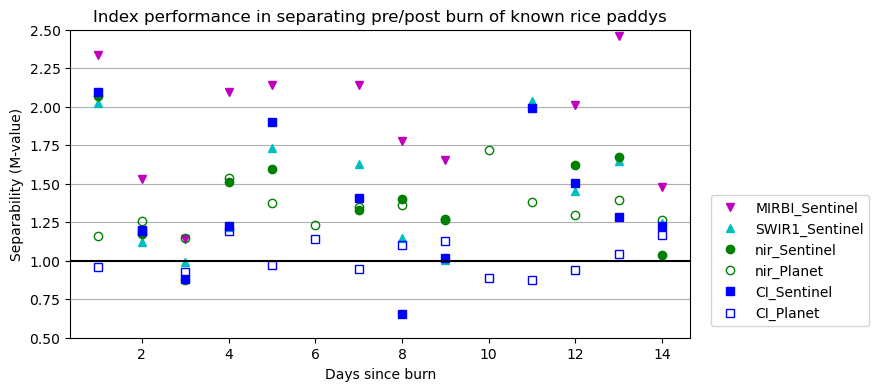 Index performance in separating pre/post burn of known rice paddys
Separability (M-value)
2.50
2.25
2.00
1.75
1.50
1.25
1.00
0.75
0.50
2 4 6 8 10 12 14
Days since burn
MIRBI_Sentinel
SWIR1_Sentinel
nir_Sentinel
nir_Planet
CI_Sentinel
CI_Planet